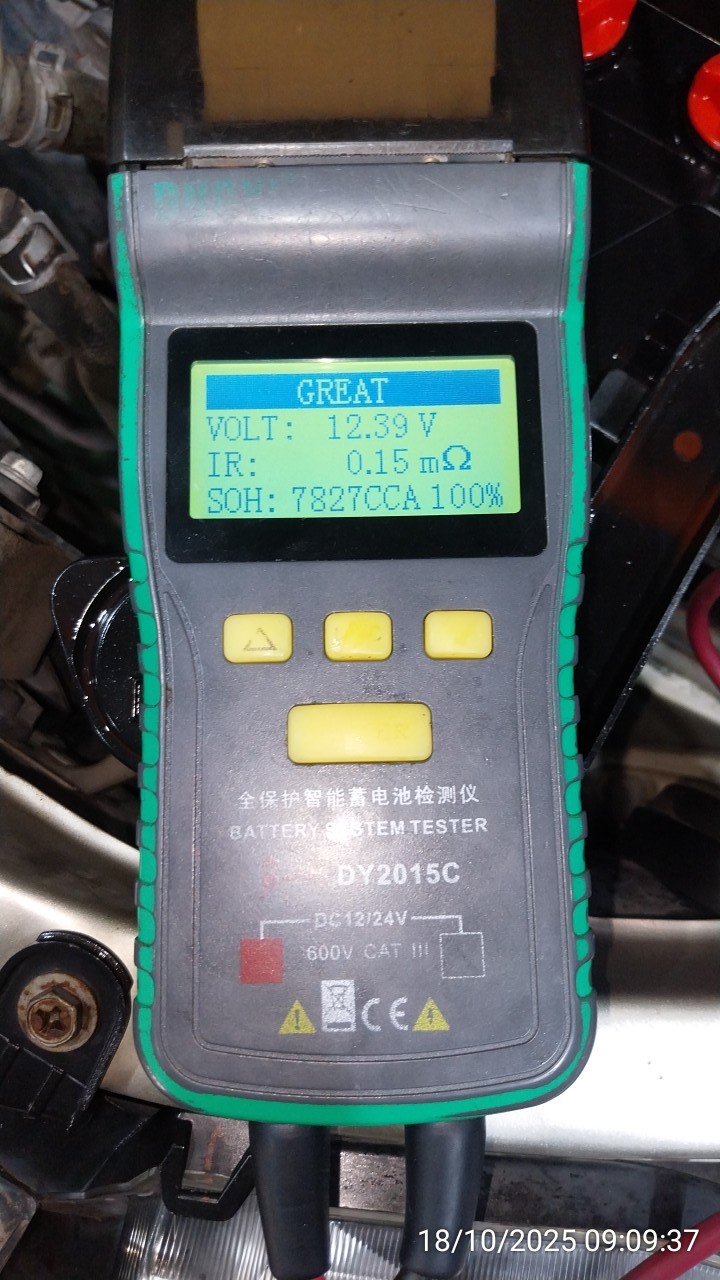 GREAT
VOLT: 12.39 V
IR: 0.15 mΩ
SOH: 7827CCA 100%
全保护智能蓄电池检测仪
BATTERY SYSTEM TESTER
DY2015C
DC12/24V
600V CAT III
CE
18/10/2025 09:09:37